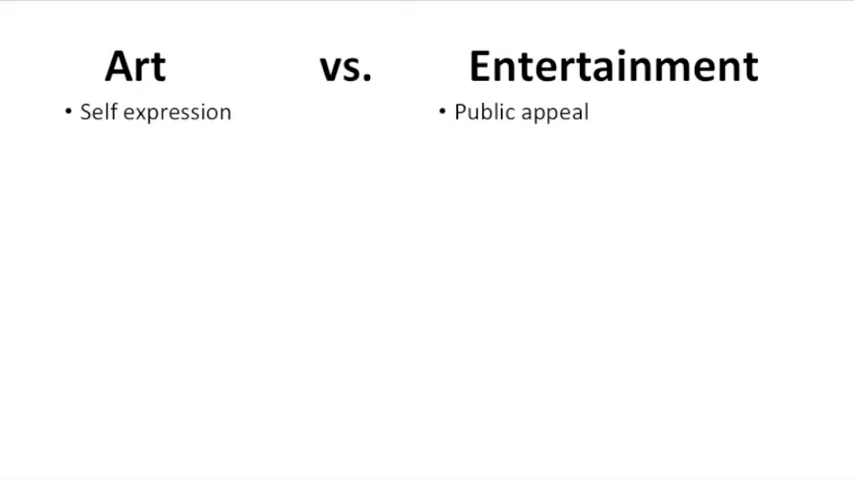 Art vs. Entertainment
• Self expression
• Public appeal